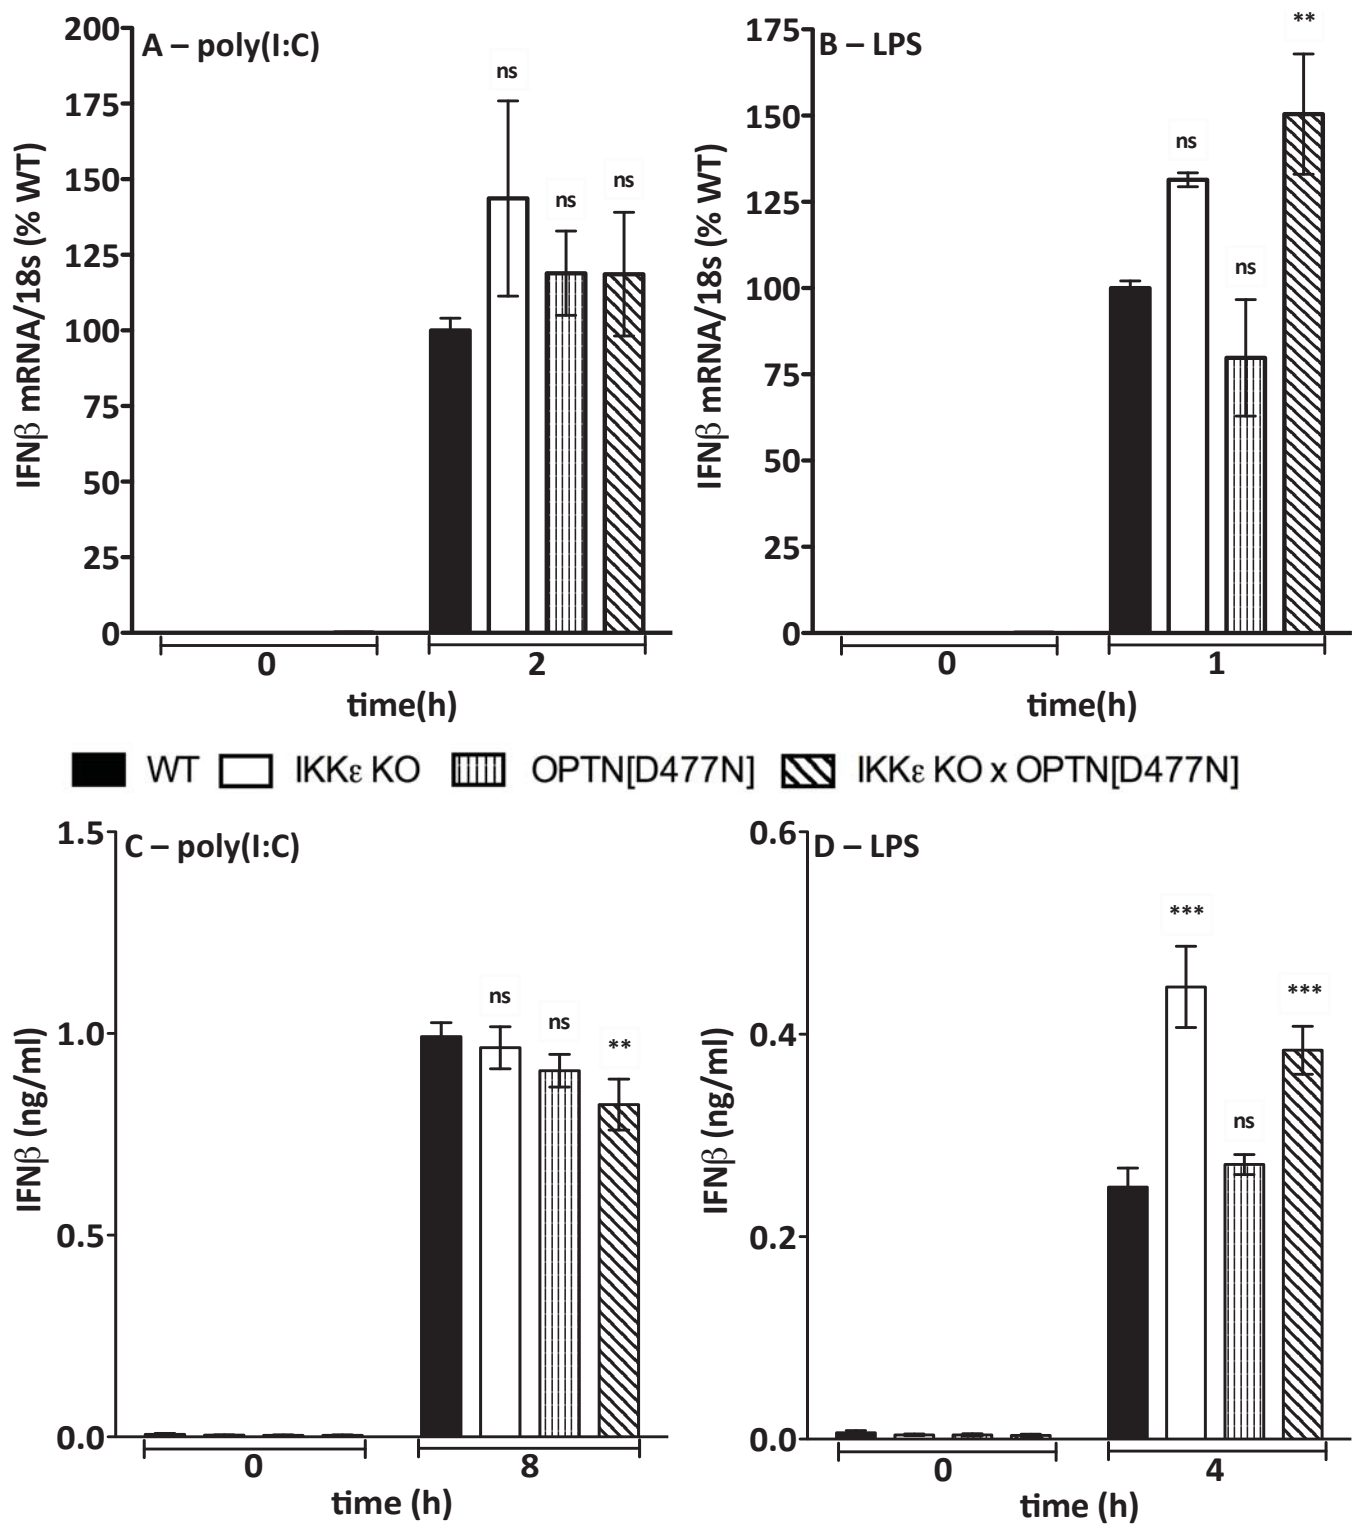 A – poly(I:C)
IFNβ mRNA/18s (% WT)
200
175
150
125
100
75
50
25
0
ns
ns
ns
0
2
time(h)
B – LPS
IFNβ mRNA/18s (% WT)
175
150
125
100
75
50
25
0
ns
ns
**
0
1
time(h)
WT IKKε KO OPTN[D477N] IKKε KO x OPTN[D477N]
C – poly(I:C)
IFNβ (ng/ml)
1.5
1.0
0.5
0.0
ns
ns
**
0
8
time (h)
D – LPS
IFNβ (ng/ml)
0.6
0.4
0.2
0.0
***
ns
***
0
4
time (h)